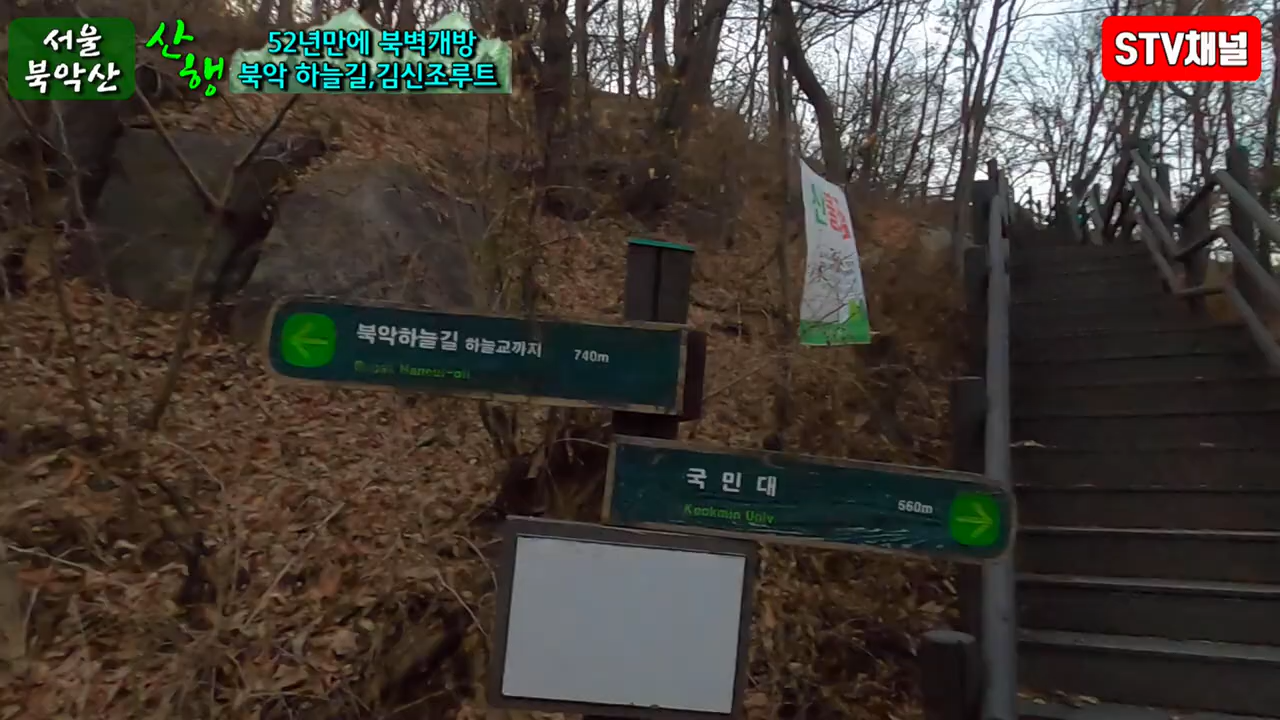 서울
북악산
산행
52년만에 북벽개방
북악 하늘길,김신조루트
STV채널
북악하늘길 하늘교까지 740m
국민대
Kookmin Univ
560m